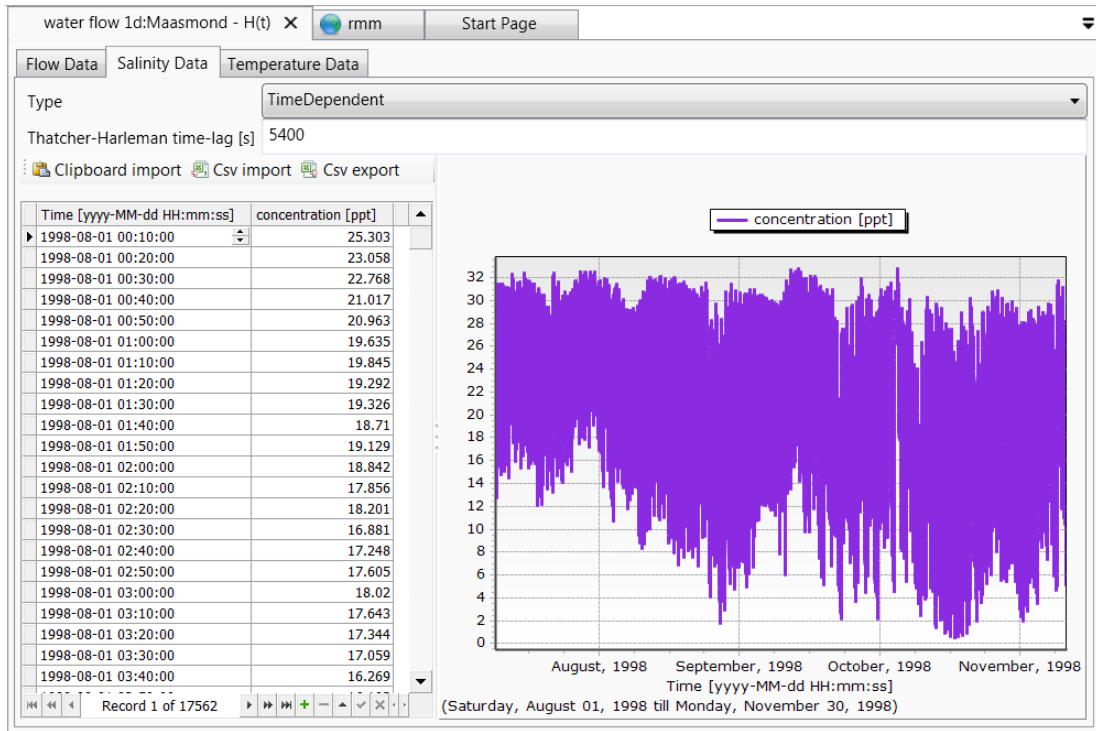 water flow 1d:Maasmond - H(t) X rmm Start Page
Flow Data Salinity Data Temperature Data
Type TimeDependent
Thatcher-Harleman time-lag [s] 5400
Clipboard import Csv import Csv export
Time [yyyy-MM-dd HH:mm:ss] concentration [ppt]
1998-08-01 00:10:00 25.303
1998-08-01 00:20:00 23.058
1998-08-01 00:30:00 22.768
1998-08-01 00:40:00 21.017
1998-08-01 00:50:00 20.963
1998-08-01 01:00:00 19.635
1998-08-01 01:10:00 19.845
1998-08-01 01:20:00 19.292
1998-08-01 01:30:00 19.326
1998-08-01 01:40:00 18.71
1998-08-01 01:50:00 19.129
1998-08-01 02:00:00 18.842
1998-08-01 02:10:00 17.856
1998-08-01 02:20:00 18.201
1998-08-01 02:30:00 16.881
1998-08-01 02:40:00 17.248
1998-08-01 02:50:00 17.605
1998-08-01 03:00:00 18.02
1998-08-01 03:10:00 17.643
1998-08-01 03:20:00 17.344
1998-08-01 03:30:00 17.059
1998-08-01 03:40:00 16.269
Record 1 of 17562
concentration [ppt]
32
30
28
26
24
22
20
18
16
14
12
10
8
6
4
2
0
August, 1998 September, 1998 October, 1998 November, 1998
Time [yyyy-MM-dd HH:mm:ss]
(Saturday, August 01, 1998 till Monday, November 30, 1998)